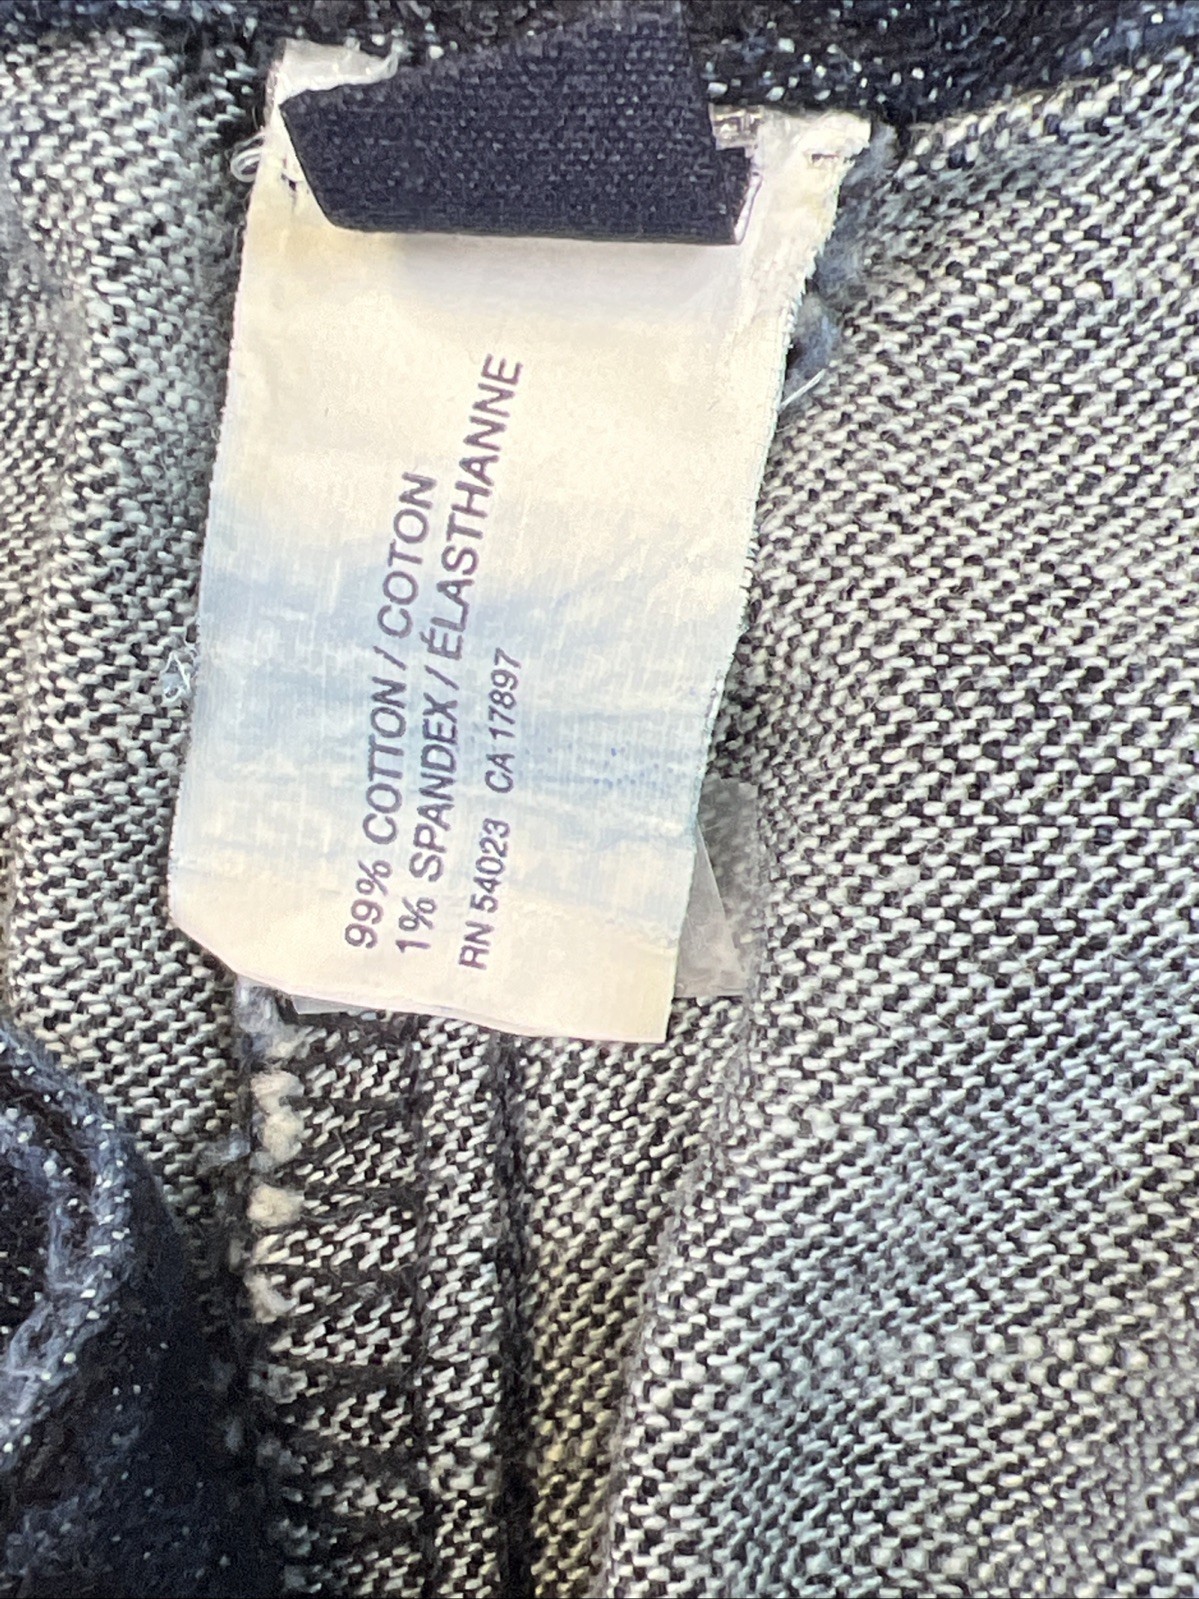 99% COTTON / COTON
1% SPANDEX / ÉLASTHANNE
RN 54023 CA 17897